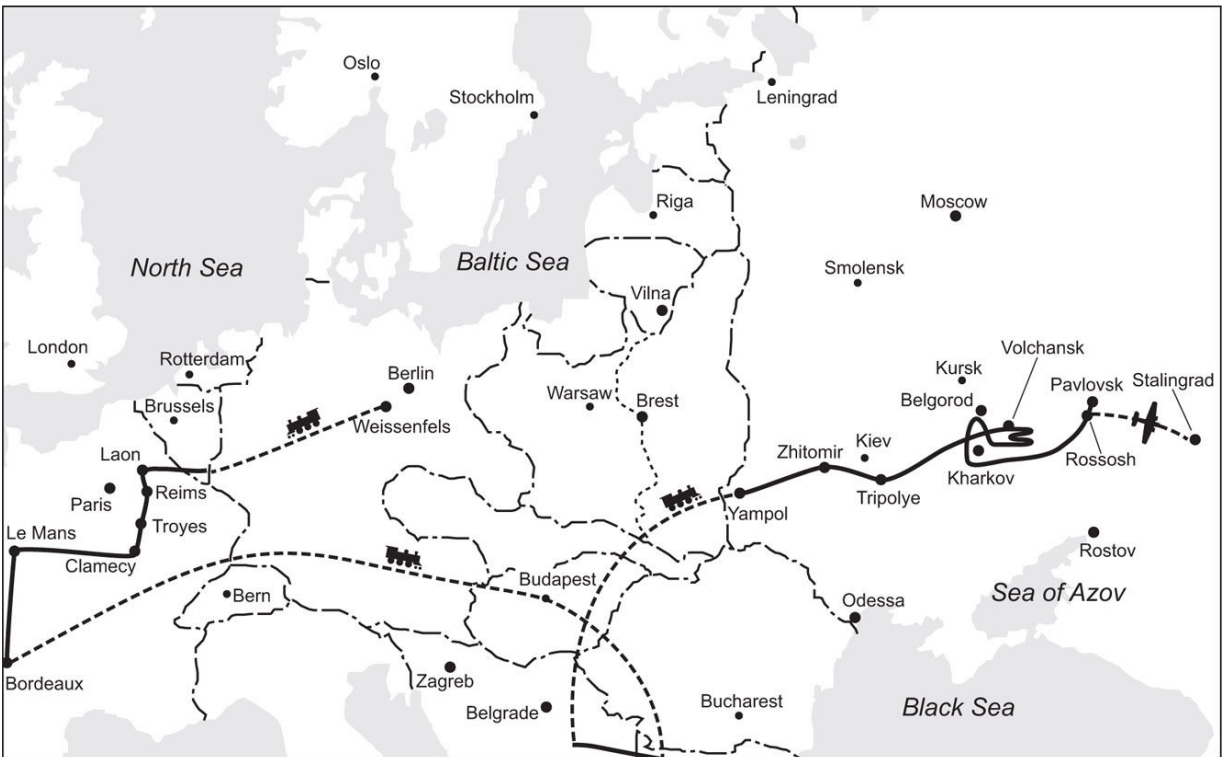 Oslo
Stockholm
Leningrad
Riga
Moscow
North Sea
Baltic Sea
Smolensk
Vilna
London
Rotterdam
Volchansk
Berlin
Kursk
Pavlovsk
Stalingrad
Brussels
Warsaw
Brest
Belgorod
Weissenfels
Laon
Zhitomir
Kiev
Rossosh
Paris
Reims
Kharkov
Tripolye
Yampol
Troyes
Le Mans
Clamecy
Rostov
Budapest
Bern
Odessa
Sea of Azov
Bordeaux
Zagreb
Belgrade
Bucharest
Black Sea